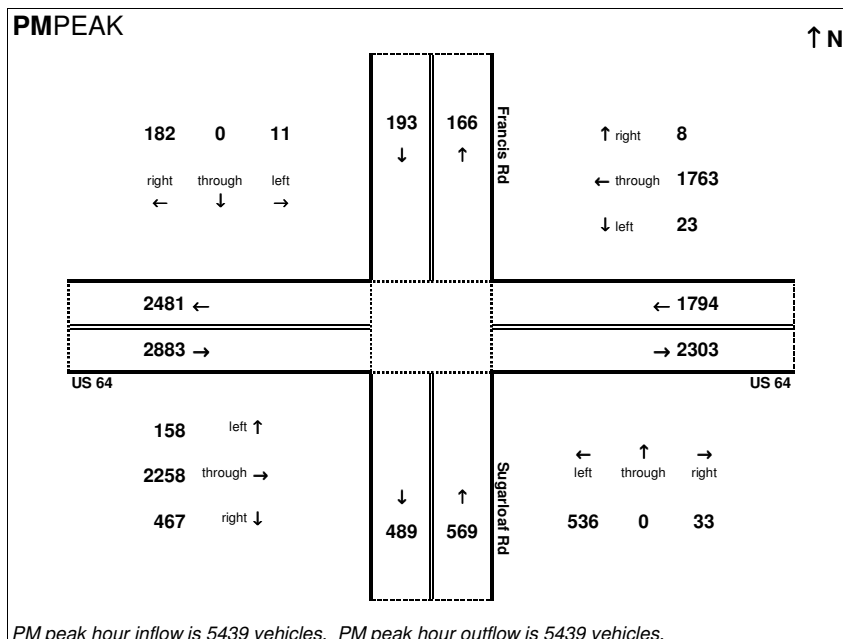 PMPEAK
↑ N
182 0 11
right through left
← ↓ →
193 166
↓ ↑
Francis Rd
↑ right 8
← through 1763
↓ left 23
2481 ←
2883 →
← 1794
→ 2303
US 64
US 64
158 left ↑
2258 through →
467 right ↓
↓ ↑
489 569
Sugarloaf Rd
← ↑ →
left through right
536 0 33
PM peak hour inflow is 5439 vehicles. PM peak hour outflow is 5439 vehicles.